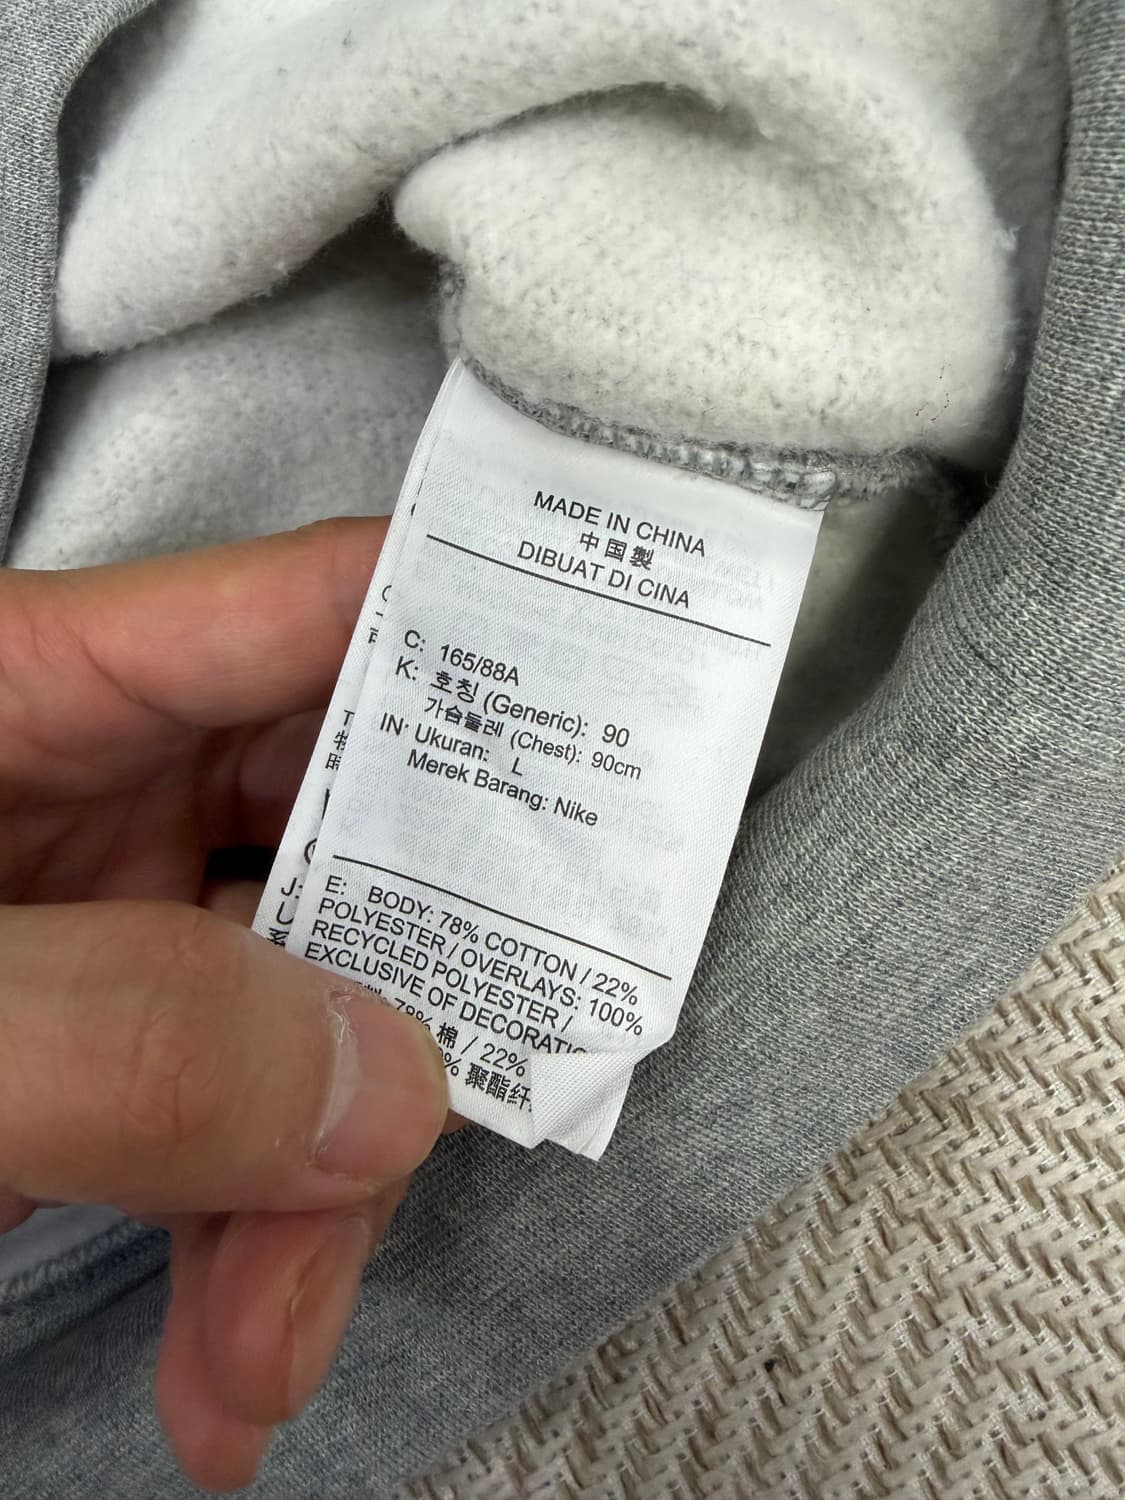 MADE IN CHINA
中国製
DIBUAT DI CINA
C: 165/88A
K: 호칭 (Generic): 90
가슴둘레 (Chest): 90cm
IN: Ukuran: L
Merek Barang: Nike
E: BODY: 78% COTTON / 22%
POLYESTER / OVERLAYS: 100%
RECYCLED POLYESTER /
EXCLUSIVE OF
78% 棉 / 22%
% 聚酯纤